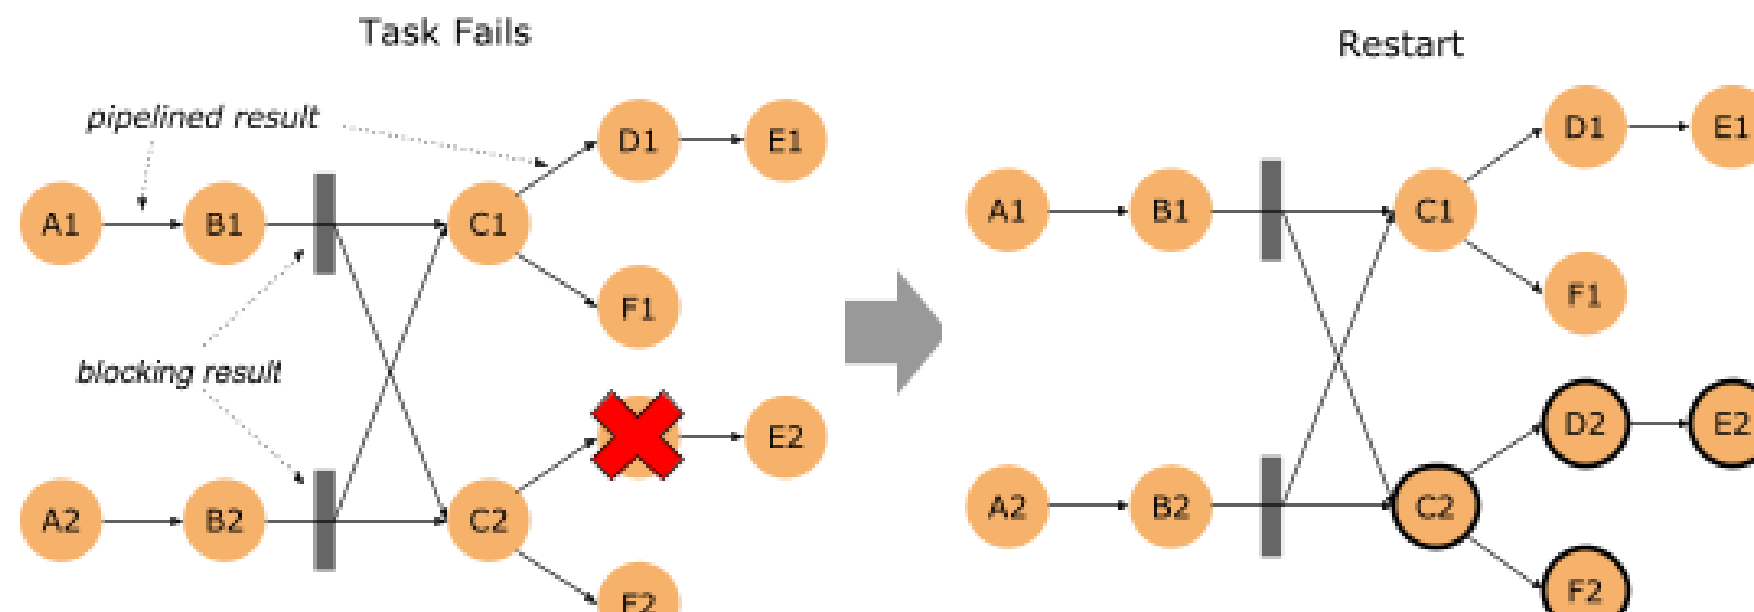 Task Fails
Restart
pipelined result
D1
E1
A1
B1
C1
F1
blocking result
E2
A2
B2
C2
F2
D1
E1
A1
B1
C1
F1
D2
E2
A2
B2
C2
F2